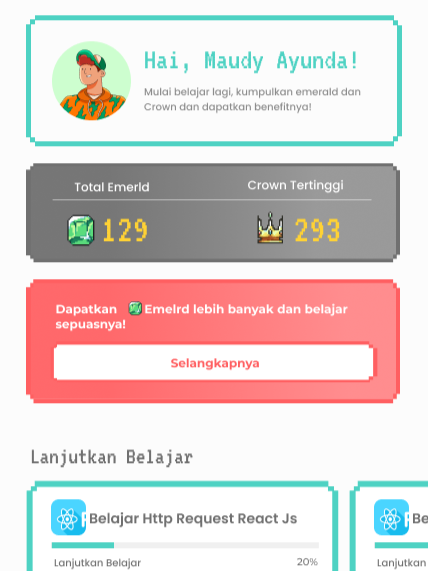 Hai, Maudy Ayunda!
Mulai belajar lagi, kumpulkan emerald dan
Crown dan dapatkan benefitnya!
Total Emerld
Crown Tertinggi
129
293
Dapatkan Emelrd lebih banyak dan belajar
sepuasnya!
Selangkapnya
Lanjutkan Belajar
Belajar Http Request React Js
Lanjutkan Belajar
20%
Be
Lanjutkan